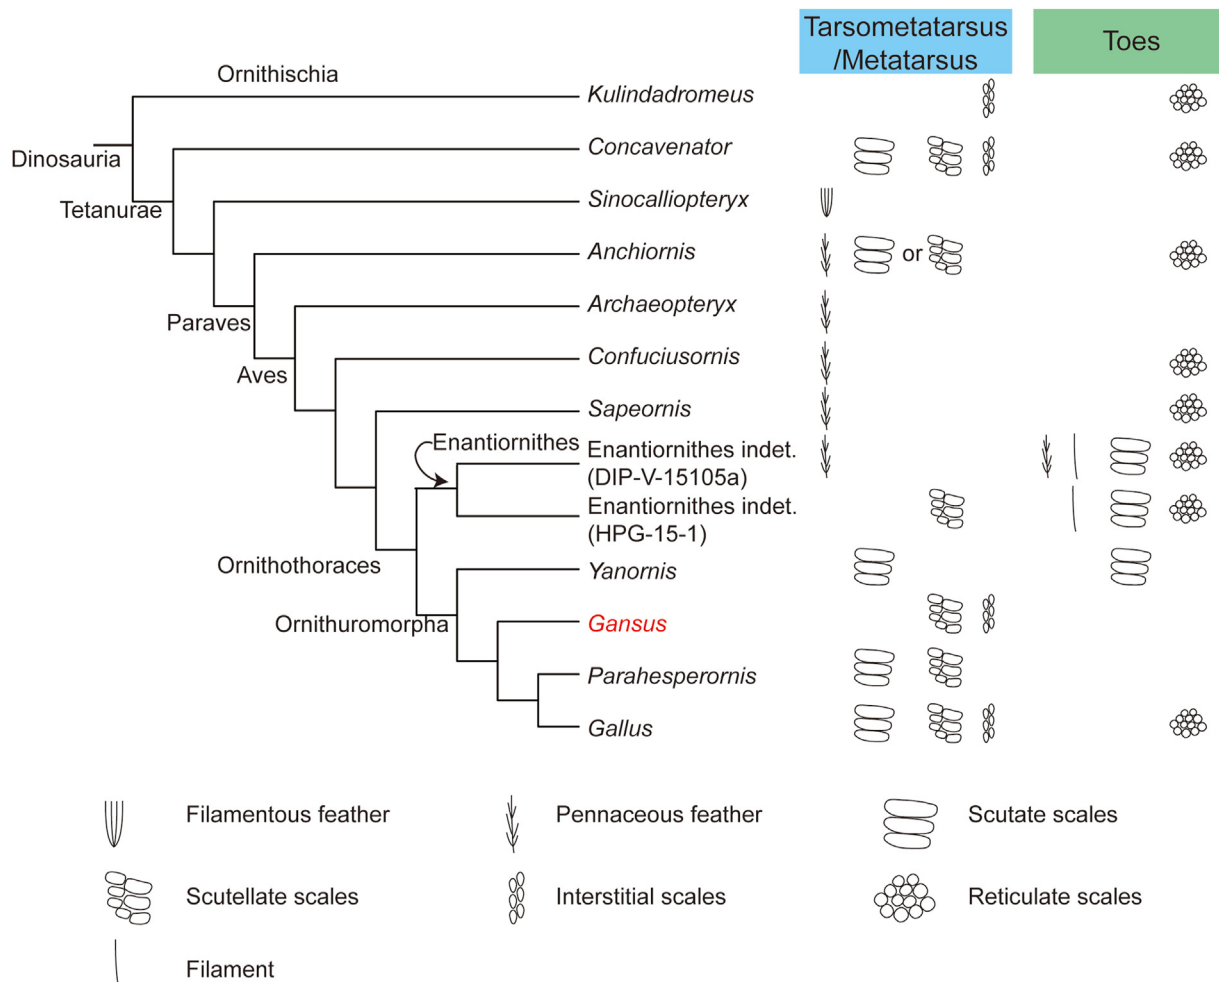 Tarsometatarsus
/Metatarsus
Toes
Ornithischia
Kulindadromeus
Dinosauria
Concavenator
Tetanurae
Sinocalliopteryx
Anchiornis
or
Archaeopteryx
Paraves
Confuciusornis
Aves
Sapeornis
Enantiornithes
Enantiornithes indet.
(DIP-V-15105a)
Enantiornithes indet.
(HPG-15-1)
Ornithothoraces
Yanornis
Ornithuromorpha
Gansus
Parahesperornis
Gallus
Filamentous feather
Pennaceous feather
Scutate scales
Scutellate scales
Interstitial scales
Reticulate scales
Filament